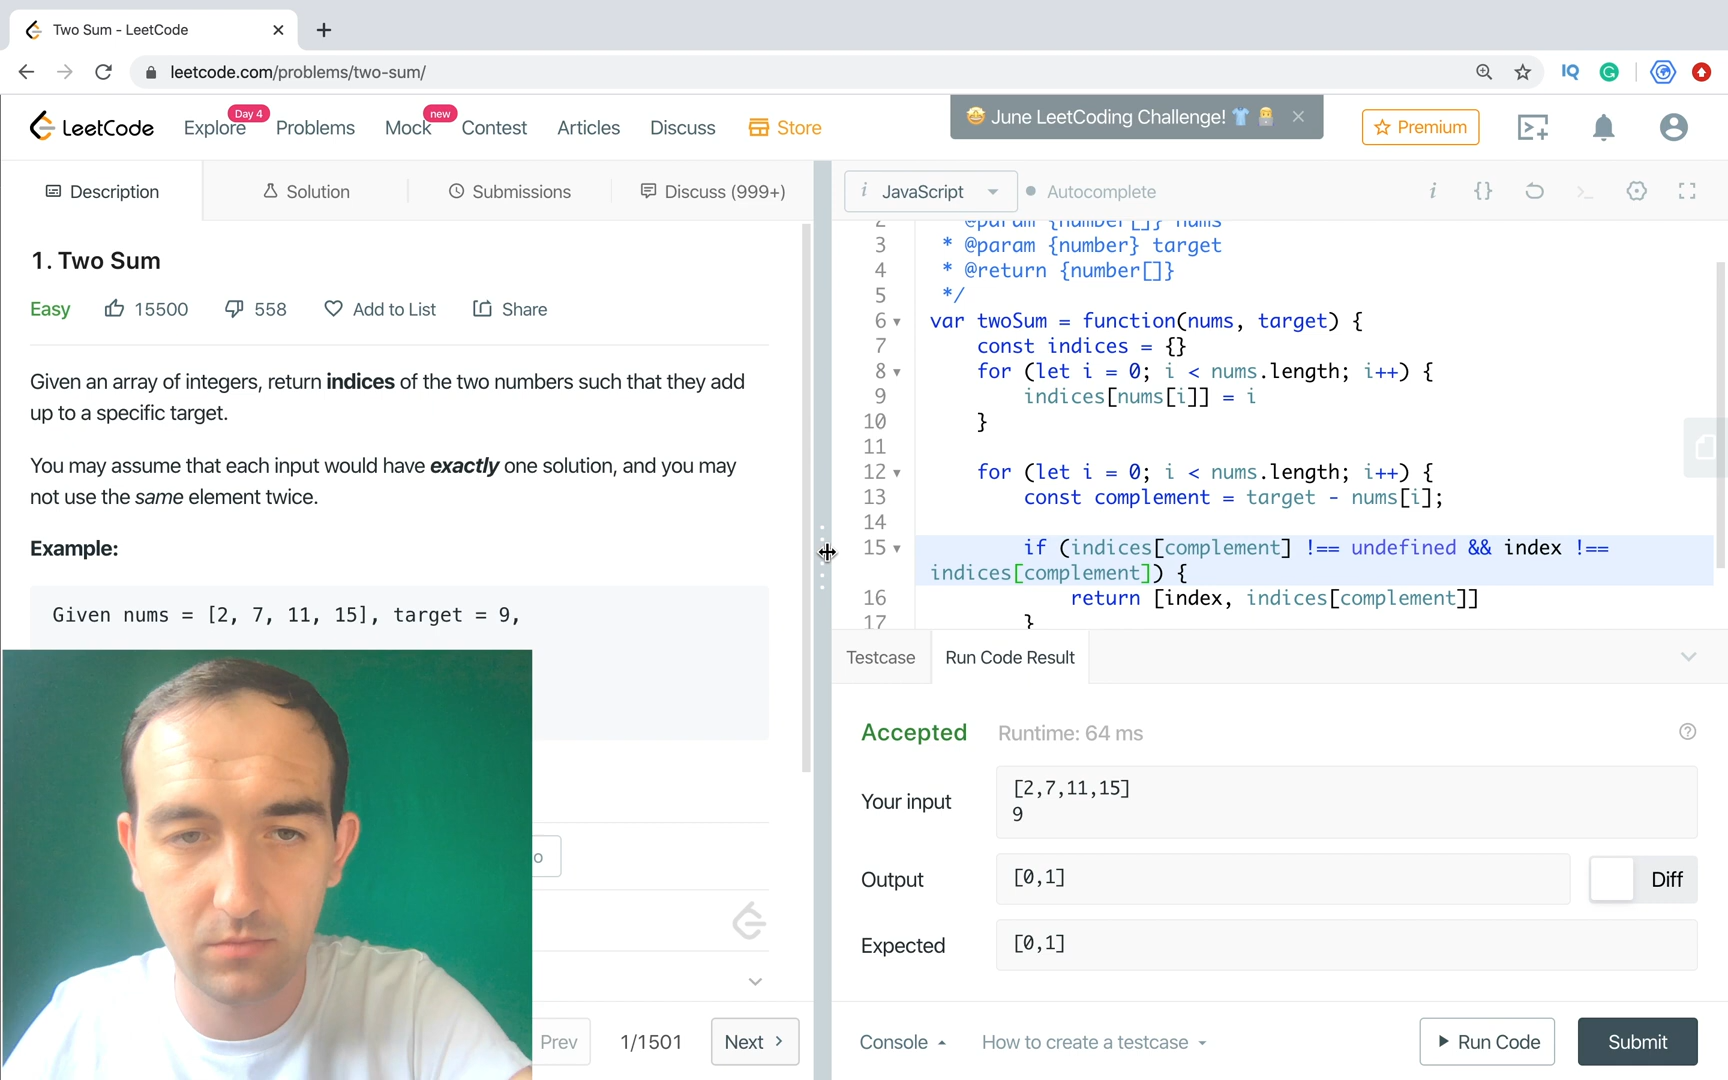 Two Sum - LeetCode
leetcode.com/problems/two-sum/
IQ
LeetCode
Explore
Day 4
Problems
Mock
new
Contest
Articles
Discuss
Store
June LeetCoding Challenge!
Premium
Description
Solution
Submissions
Discuss (999+)
1. Two Sum
Easy
15500
558
Add to List
Share
Given an array of integers, return indices of the two numbers such that they add
up to a specific target.
You may assume that each input would have exactly one solution, and you may
not use the same element twice.
Example:
Given nums = [2, 7, 11, 15], target = 9,
o
Prev
1/1501
Next
i JavaScript
Autocomplete
i {}
2 * @param {number[]} nums
3 * @param {number} target
4 * @return {number[]}
5 */
6 var twoSum = function(nums, target) {
7 const indices = {}
8 for (let i = 0; i < nums.length; i++) {
9 indices[nums[i]] = i
10 }
11
12 for (let i = 0; i < nums.length; i++) {
13 const complement = target - nums[i];
14
15 if (indices[complement] !== undefined && index !==
indices[complement]) {
16 return [index, indices[complement]]
17 }
Testcase
Run Code Result
Accepted
Runtime: 64 ms
Your input
[2,7,11,15]
9
Output
[0,1]
Diff
Expected
[0,1]
Console
How to create a testcase
Run Code
Submit